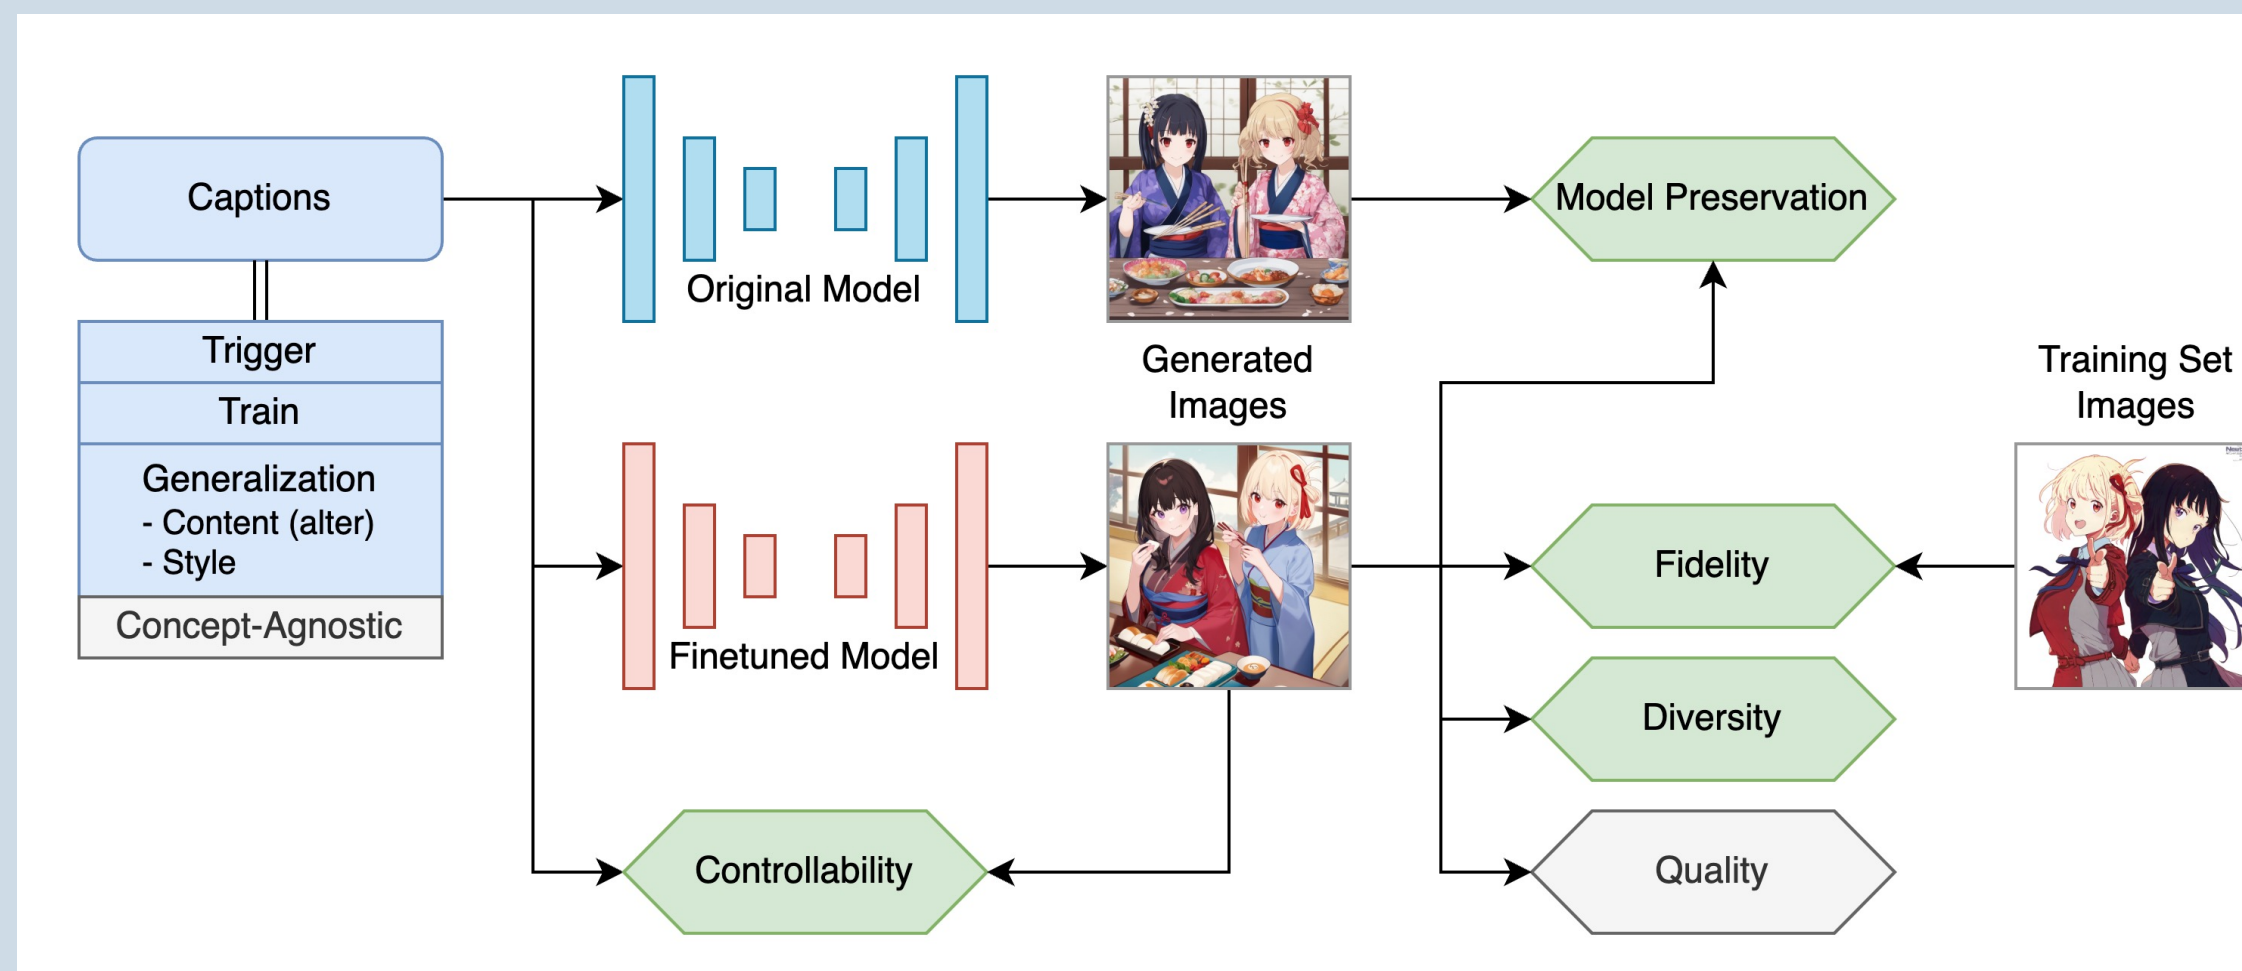 Captions
Trigger
Train
Generalization
- Content (alter)
- Style
Concept-Agnostic
Original Model
Finetuned Model
Controllability
Generated
Images
Model Preservation
Fidelity
Diversity
Quality
Training Set
Images